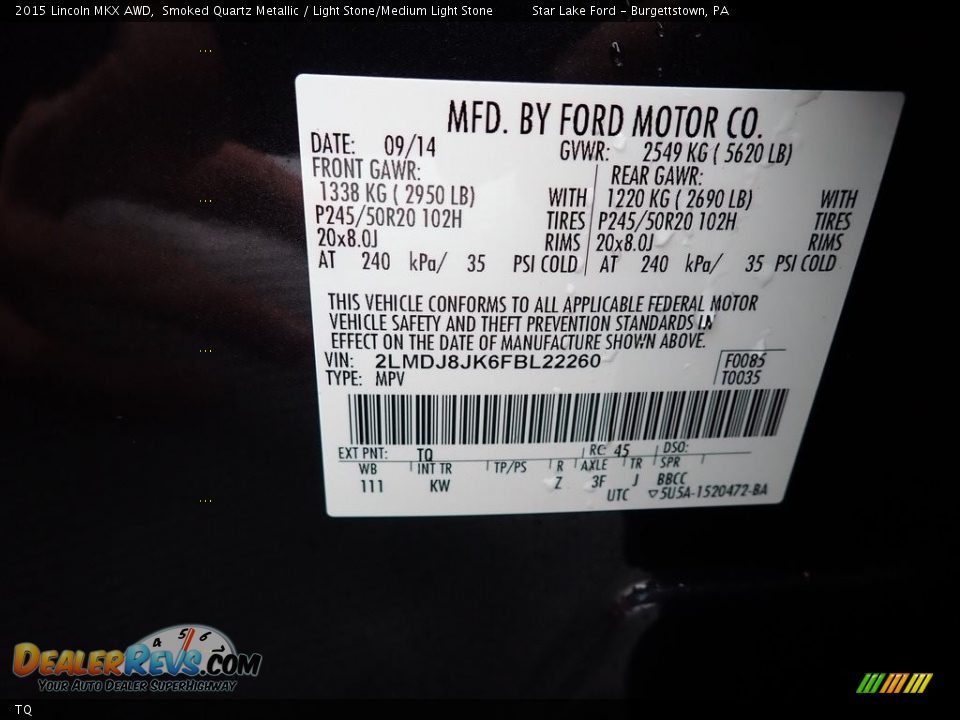 2015 Lincoln MKX AWD, Smoked Quartz Metallic / Light Stone/Medium Light Stone Star Lake Ford - Burgettstown, PA
MFD. BY FORD MOTOR CO.
DATE: 09/14 GVWR: 2549 KG ( 5620 LB)
FRONT GAWR: REAR GAWR:
1338 KG ( 2950 LB) WITH 1220 KG ( 2690 LB) WITH
P245/50R20 102H TIRES P245/50R20 102H TIRES
20x8.0J RIMS 20x8.0J RIMS
AT 240 kPa/ 35 PSI COLD AT 240 kPa/ 35 PSI COLD
THIS VEHICLE CONFORMS TO ALL APPLICABLE FEDERAL MOTOR
VEHICLE SAFETY AND THEFT PREVENTION STANDARDS IN
EFFECT ON THE DATE OF MANUFACTURE SHOWN ABOVE.
VIN: 2LMDJ8JK6FBL22260 F0085
TYPE: MPV T0035
EXT PNT: TQ RC: 45 DSO:
WB INT TR TP/PS R AXLE TR SPR
111 KW Z 3F J BBCC
UTC ▽5U5A-1520472-BA
4 5 6 7
DealerRevs.com
Your Auto Dealer SuperHighway
TQ